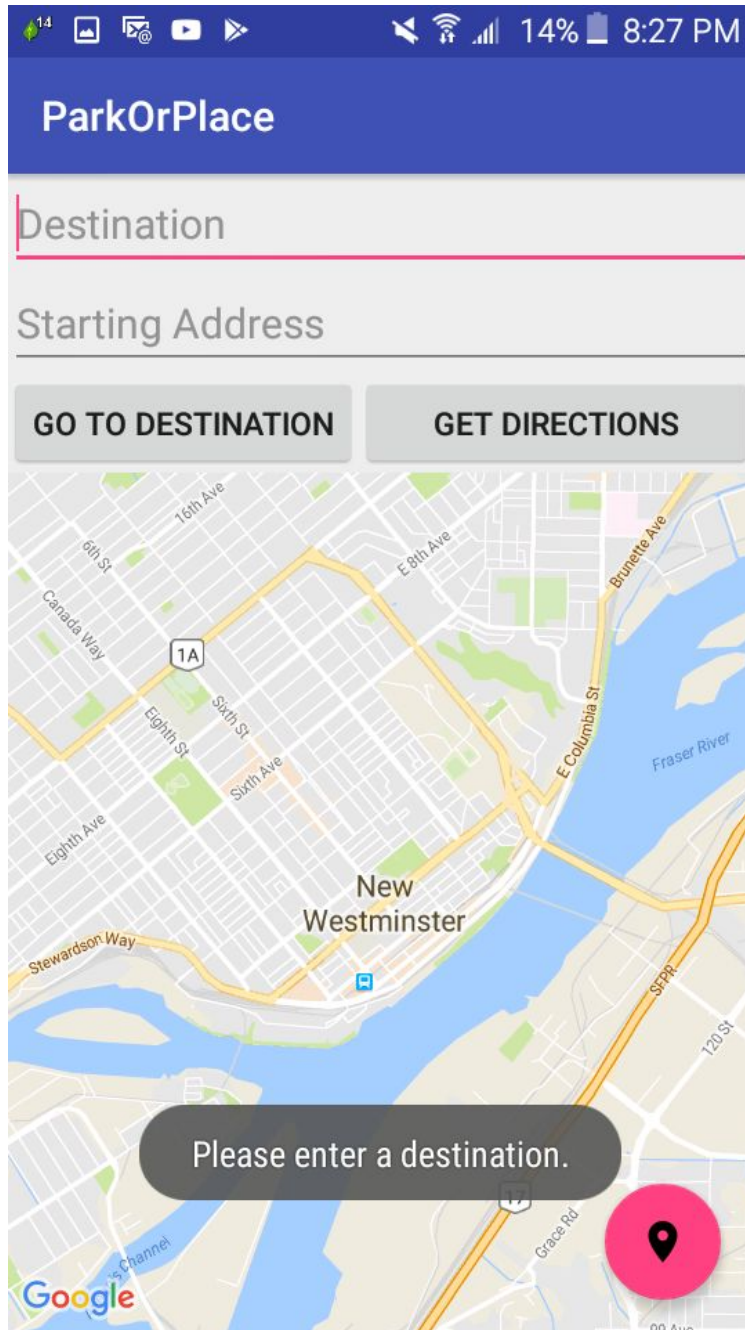 14
14% 8:27 PM
ParkOrPlace
Destination
Starting Address
GO TO DESTINATION
GET DIRECTIONS
16th Ave
6th St
E 8th Ave
Brunette Ave
Canada Way
1A
Sixth St
Eighth St
E Columbia St
Fraser River
Sixth Ave
Eighth Ave
New
Westminster
Stewardson Way
SFPR
120 St
Please enter a destination.
17
Grace Rd
Channel
Google